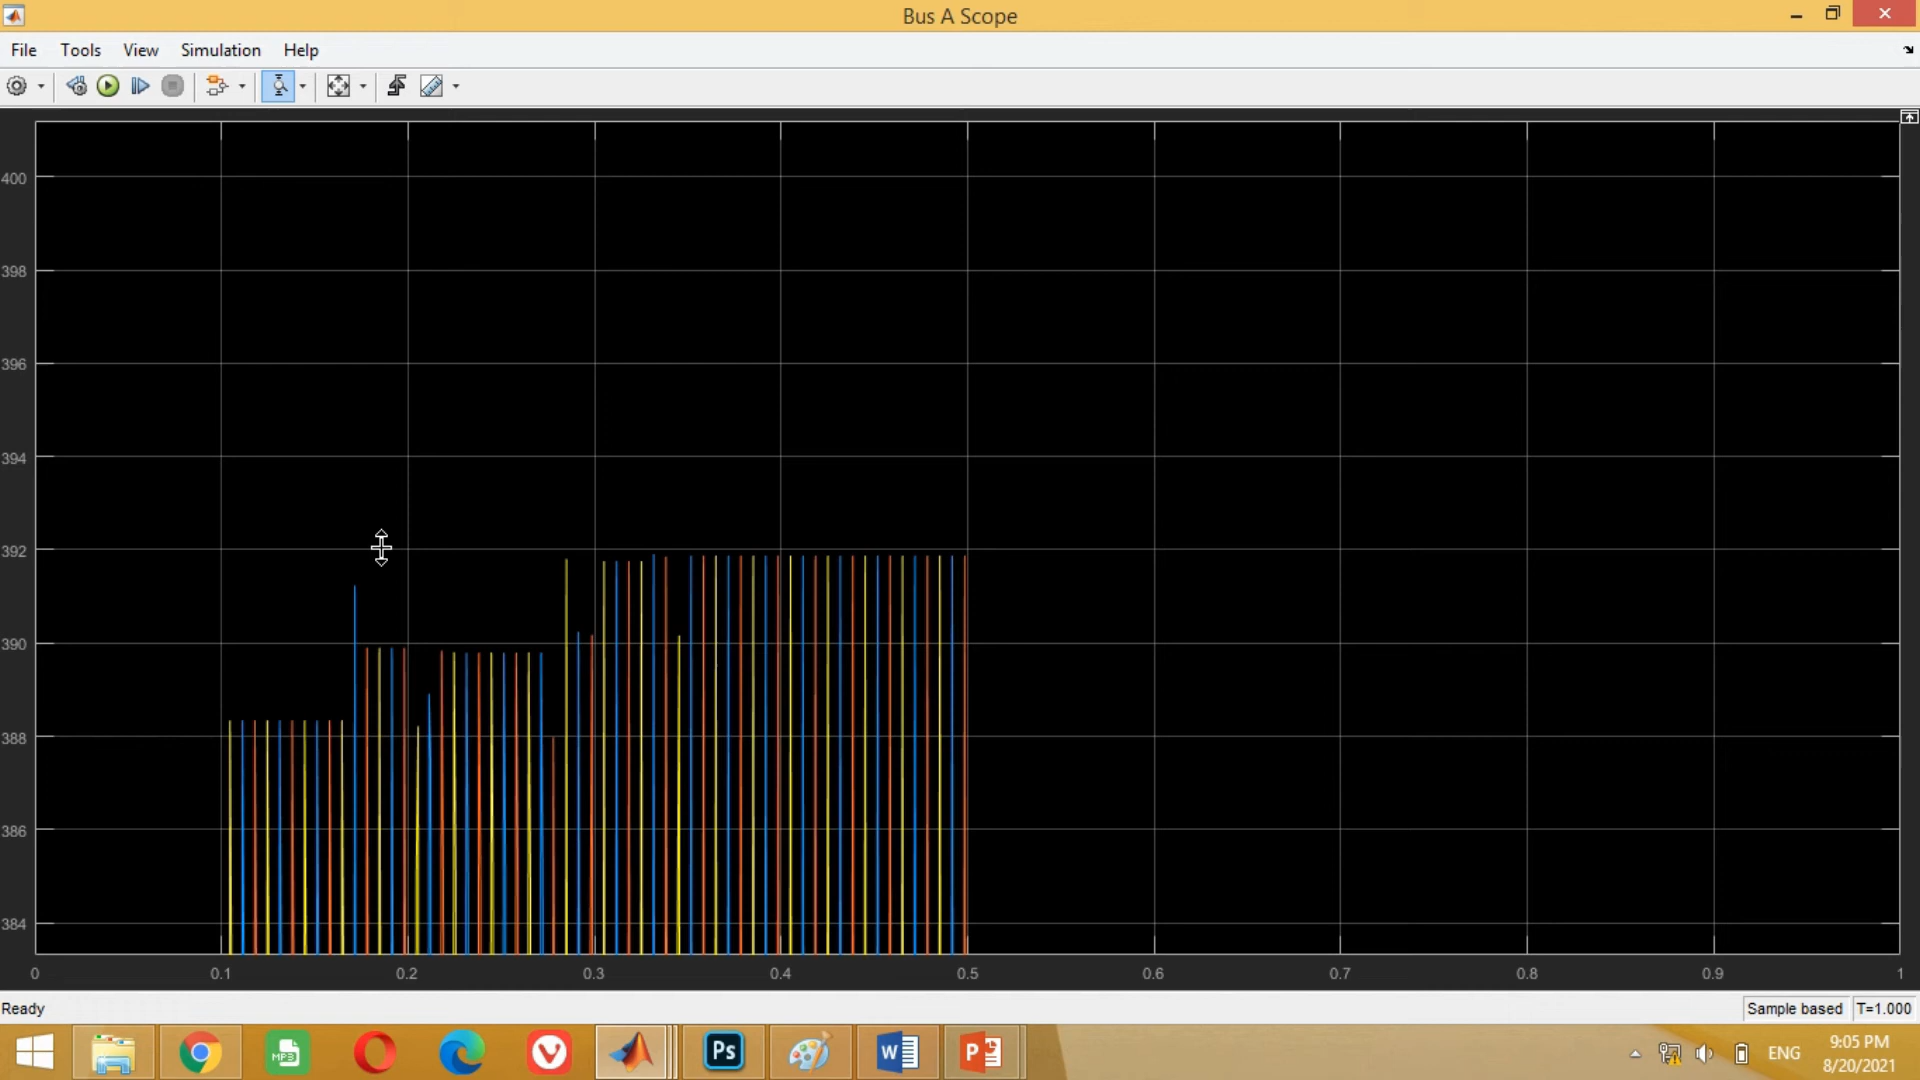 Bus A Scope
File Tools View Simulation Help
400
398
396
394
392
390
388
386
384
0 0.1 0.2 0.3 0.4 0.5 0.6 0.7 0.8 0.9 1
Ready
Sample based T=1.000
MP3
Ps
W
P
ENG
9:05 PM
8/20/2021